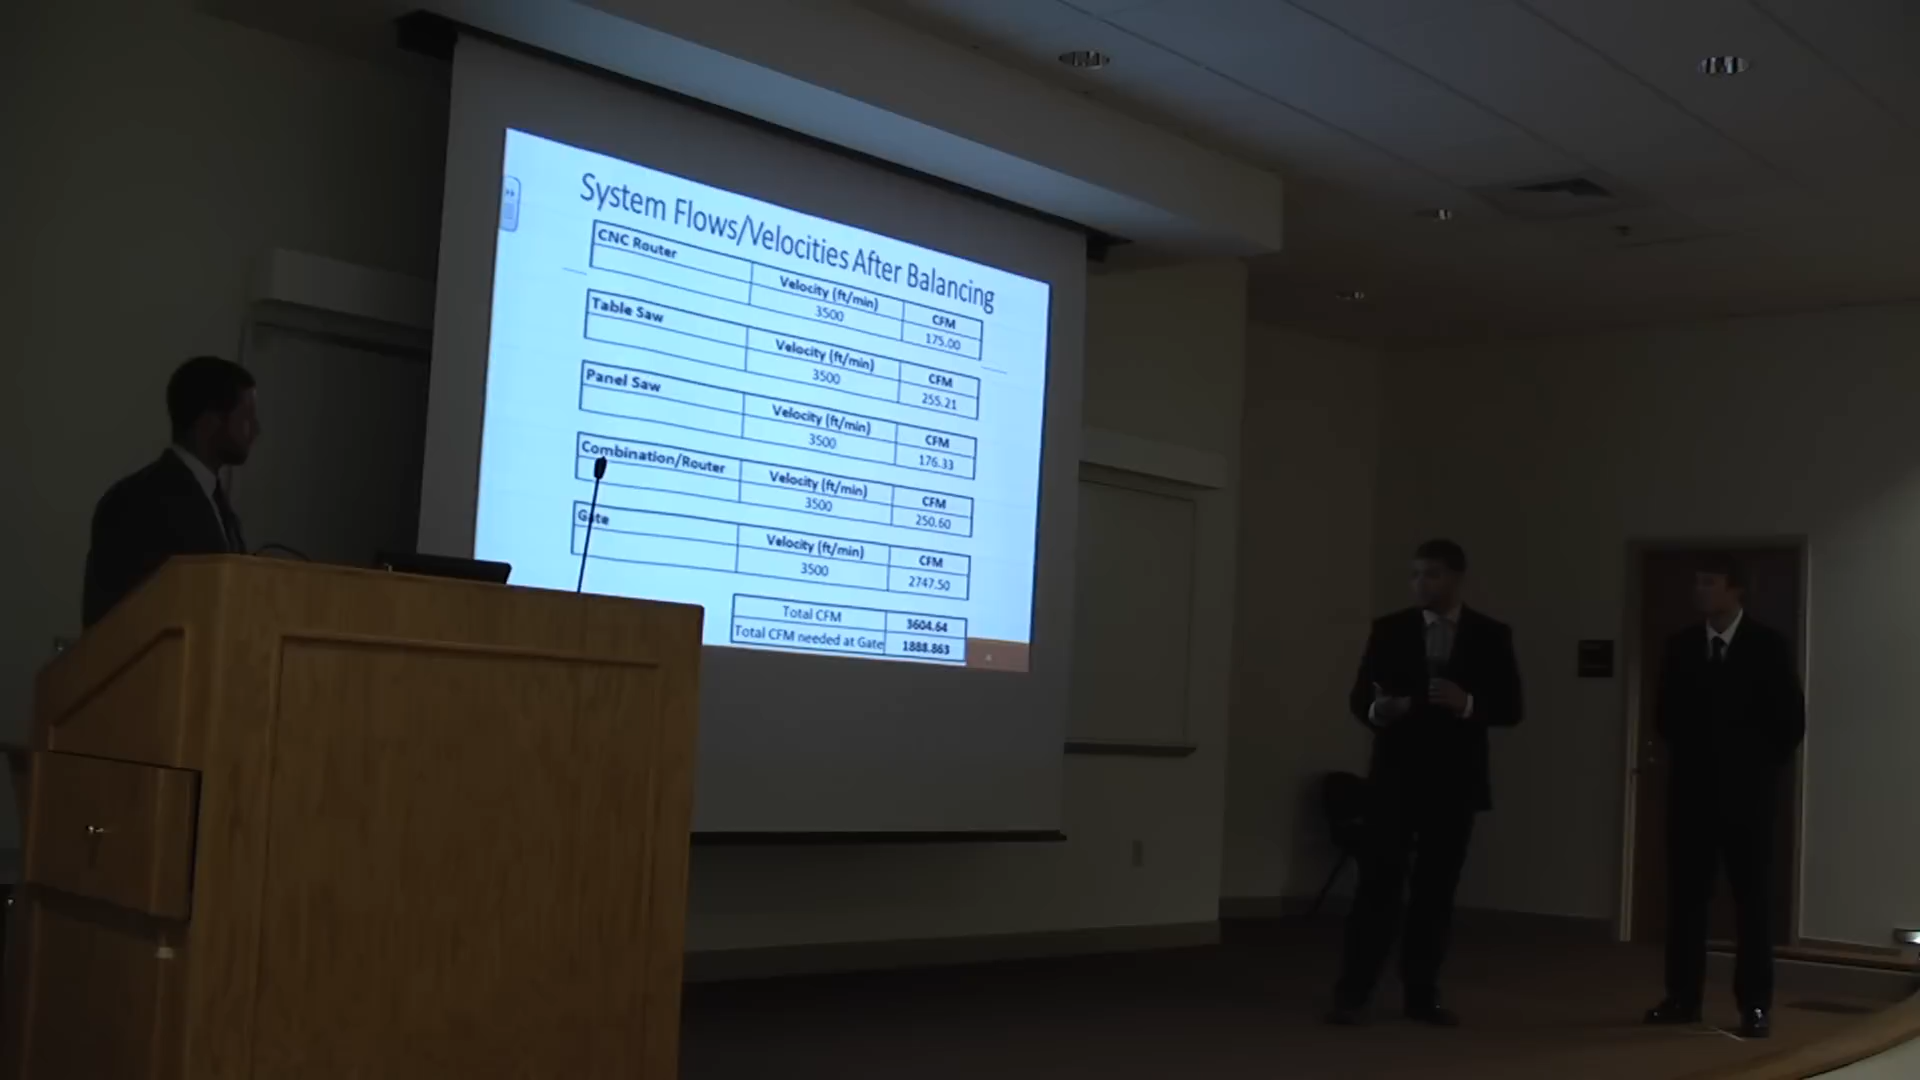 System Flows/Velocities After Balancing
CNC Router
Velocity (ft/min) CFM
3500 175.00
Table Saw
Velocity (ft/min) CFM
3500 255.21
Panel Saw
Velocity (ft/min) CFM
3500 176.33
Combination/Router
Velocity (ft/min) CFM
3500 250.60
Gate
Velocity (ft/min) CFM
3500 2747.50
Total CFM 3604.64
Total CFM needed at Gate 1888.863